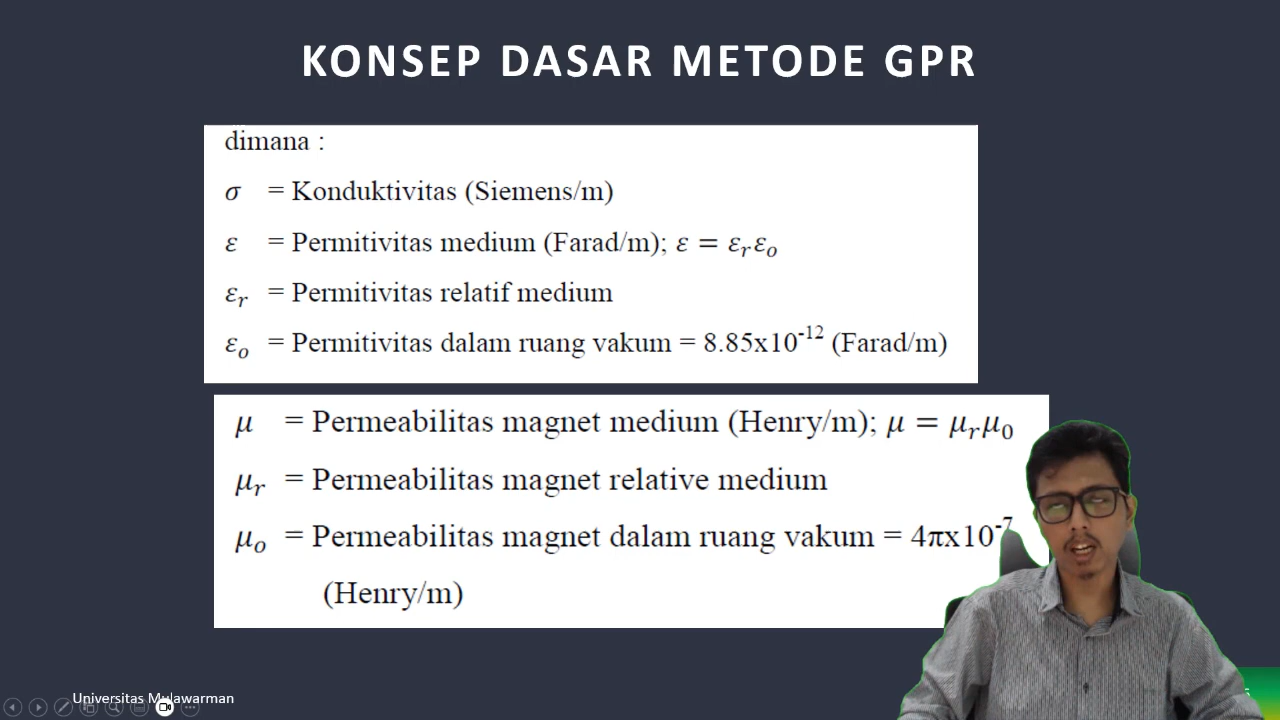 KONSEP DASAR METODE GPR
dimana :
σ = Konduktivitas (Siemens/m)
ε = Permitivitas medium (Farad/m); ε = εᵣεₒ
εᵣ = Permitivitas relatif medium
εₒ = Permitivitas dalam ruang vakum = 8.85x10⁻¹² (Farad/m)
μ = Permeabilitas magnet medium (Henry/m); μ = μᵣμ₀
μᵣ = Permeabilitas magnet relative medium
μₒ = Permeabilitas magnet dalam ruang vakum = 4πx10⁻⁷
(Henry/m)
Universitas Mulawarman